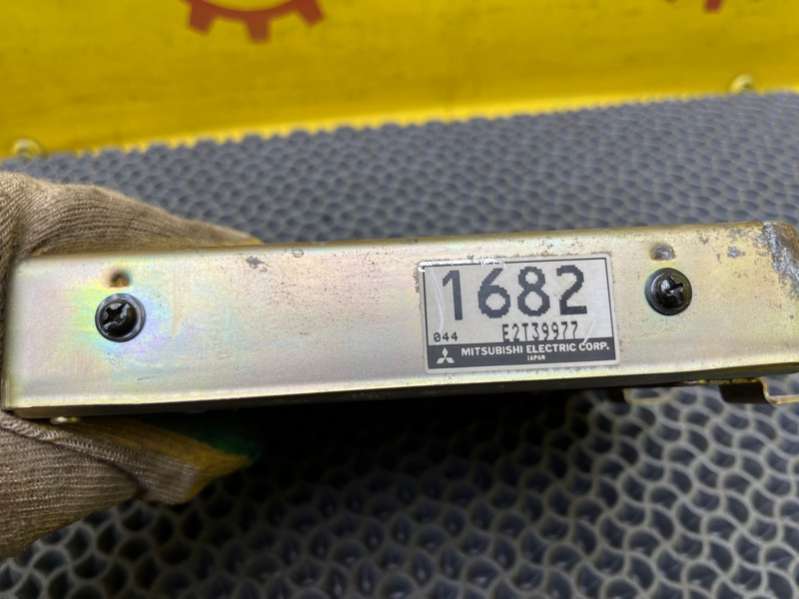 1682
044 E2T39977
MITSUBISHI ELECTRIC CORP.
JAPAN